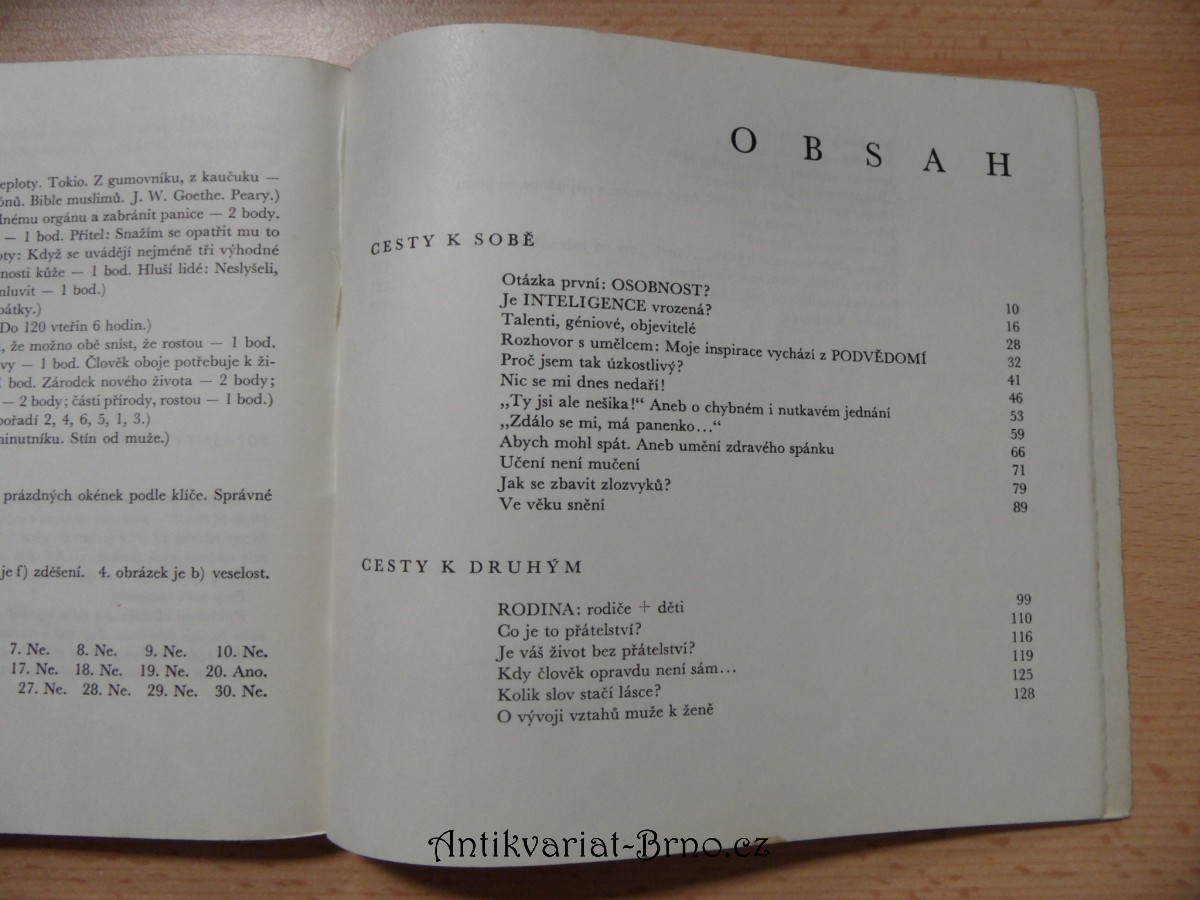 eploty. Tokio. Z gumovníku, z kaučuku —
ónů. Bible muslimů. J. W. Goethe. Peary.)
lnému orgánu a zabránit panice — 2 body.
— 1 bod. Přítel: Snažím se opatřit mu to
oty: Když se uvádějí nejméně tři výhodné
nosti kůže — 1 bod. Hluší lidé: Neslyšeli,
mluvit — 1 bod.)
pátky.)
Do 120 vteřin 6 hodin.)
, že možno obě sníst, že rostou — 1 bod.
vy — 1 bod. Člověk oboje potřebuje k ži-
1 bod. Zárodek nového života — 2 body;
— 2 body; části přírody, rostou — 1 bod.)
pořadí 2, 4, 6, 5, 1, 3.)
minutníku. Stín od muže.)
prázdných okének podle klíče. Správné
je f) zděšení. 4. obrázek je b) veselost.
7. Ne. 8. Ne. 9. Ne. 10. Ne.
17. Ne. 18. Ne. 19. Ne. 20. Ano.
27. Ne. 28. Ne. 29. Ne. 30. Ne.
OBSAH
CESTY K SOBĚ
Otázka první: OSOBNOST? 10
Je INTELIGENCE vrozená? 16
Talenti, géniové, objevitelé 28
Rozhovor s umělcem: Moje inspirace vychází z PODVĚDOMÍ 32
Proč jsem tak úzkostlivý? 41
Nic se mi dnes nedaří! 46
„Ty jsi ale nešika!“ Aneb o chybném i nutkavém jednání 53
„Zdálo se mi, má panenko...“ 59
Abych mohl spát. Aneb umění zdravého spánku 66
Učení není mučení 71
Jak se zbavit zlozvyků? 79
Ve věku snění 89
CESTY K DRUHÝM
RODINA: rodiče + děti 99
Co je to přátelství? 110
Je váš život bez přátelství? 116
Kdy člověk opravdu není sám... 119
Kolik slov stačí lásce? 125
O vývoji vztahů muže k ženě 128
Antikvariat-Brno.cz